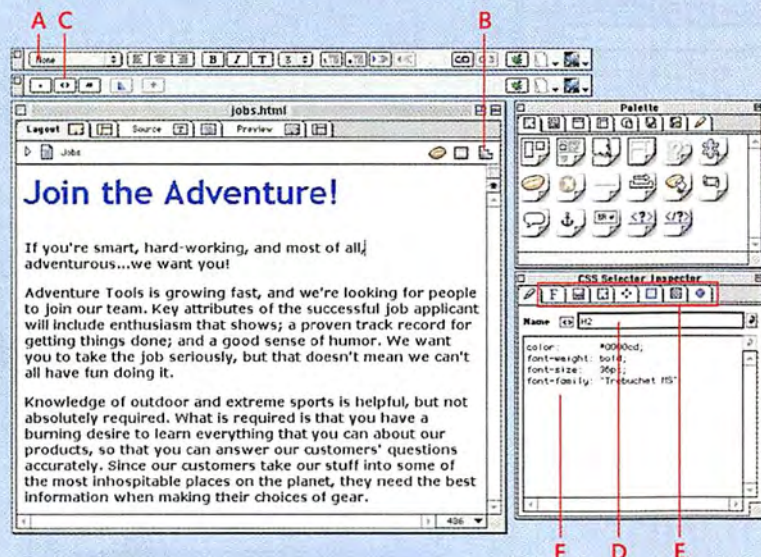 A C B
None
B I T 3
jobs.html
Layout Source Preview
Jobs
Join the Adventure!
If you're smart, hard-working, and most of all,
adventurous...we want you!
Adventure Tools is growing fast, and we're looking for people
to join our team. Key attributes of the successful job applicant
will include enthusiasm that shows; a proven track record for
getting things done; and a good sense of humor. We want
you to take the job seriously, but that doesn't mean we can't
all have fun doing it.
Knowledge of outdoor and extreme sports is helpful, but not
absolutely required. What is required is that you have a
burning desire to learn everything that you can about our
products, so that you can answer our customers' questions
accurately. Since our customers take our stuff into some of
the most inhospitable places on the planet, they need the best
information when making their choices of gear.
486
Palette
<?> </?>
CSS Selector Inspector
F
Name <> H2
color: #0000cd;
font-weight: bold;
font-size: 36px;
font-family: "Trebuchet MS"
F D E